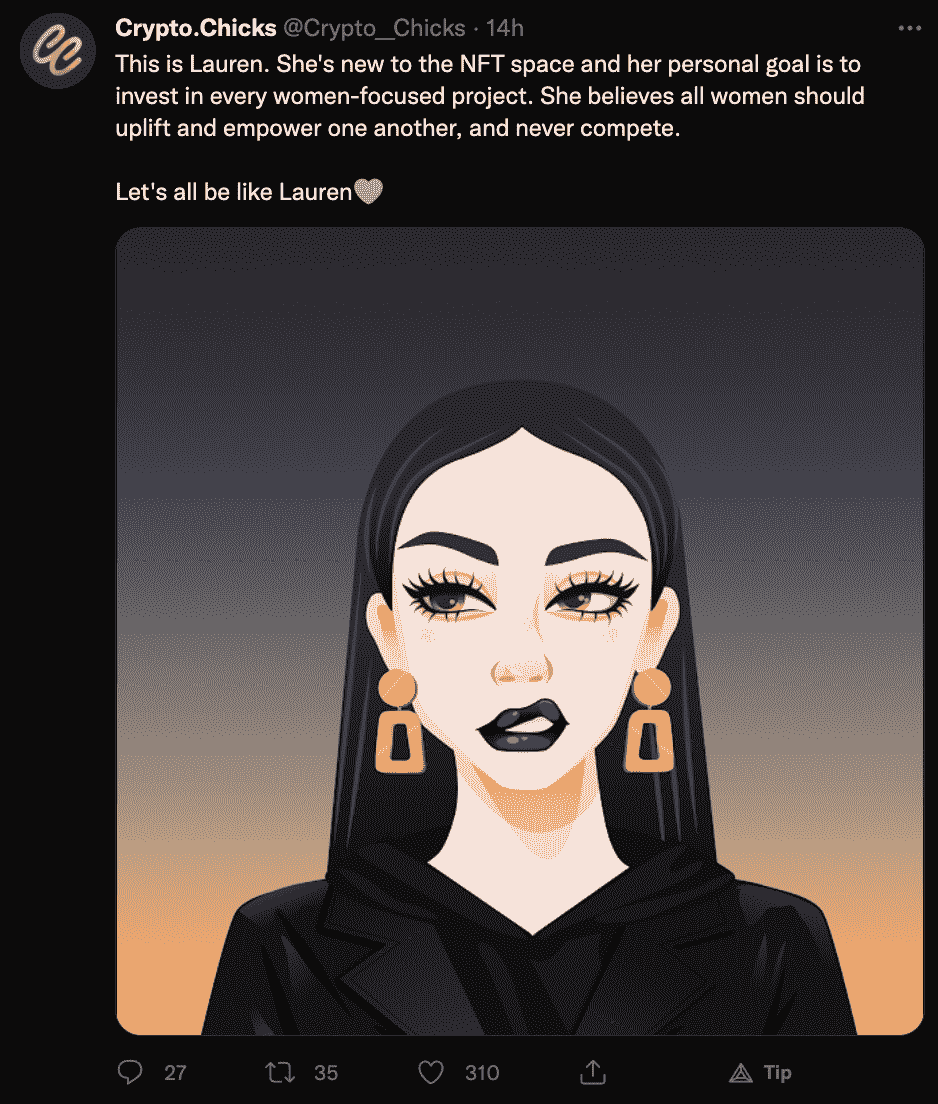 Crypto.Chicks @Crypto__Chicks · 14h
This is Lauren. She's new to the NFT space and her personal goal is to
invest in every women-focused project. She believes all women should
uplift and empower one another, and never compete.
Let's all be like Lauren🤍
27 35 310 Tip